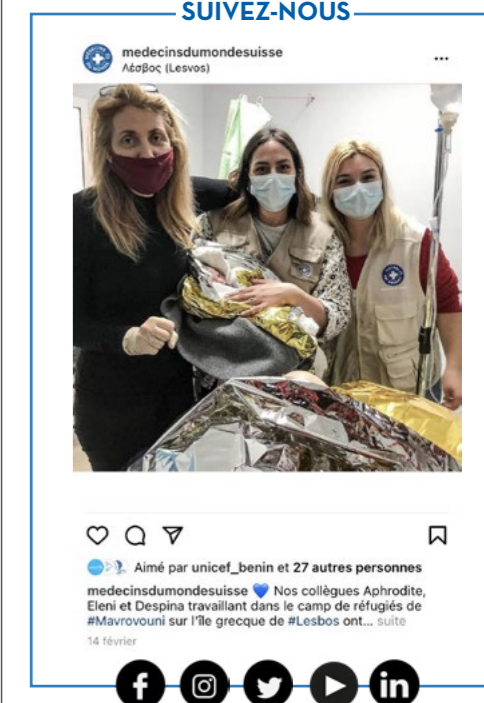 SUIVEZ-NOUS
medecinsdumondesuisse
Λέσβος (Lesvos)
Aimé par unicef_benin et 27 autres personnes
medecinsdumondesuisse 💙 Nos collègues Aphrodite,
Eleni et Despina travaillant dans le camp de réfugiés de
#Mavrovouni sur l'île grecque de #Lesbos ont... suite
14 février